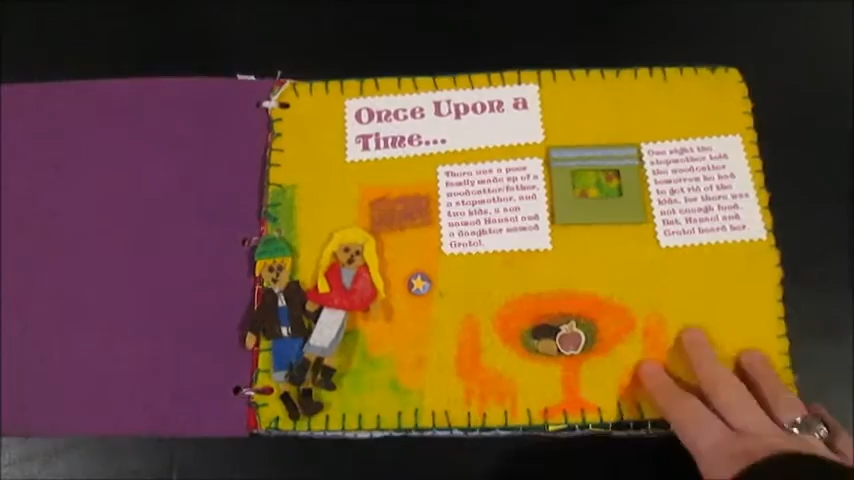 Once Upon a
Time...
There was a poor
family made up of a
woodcutter/father,
a stepmother, and
two kids, a son
named Hansel and
a daughter named
Gretel.
One night the
stepmother told
the woodcutter
tomorrow he had
to get rid of the
kids, for there was
not enough food.
But, Hansel and
Gretel heard her.